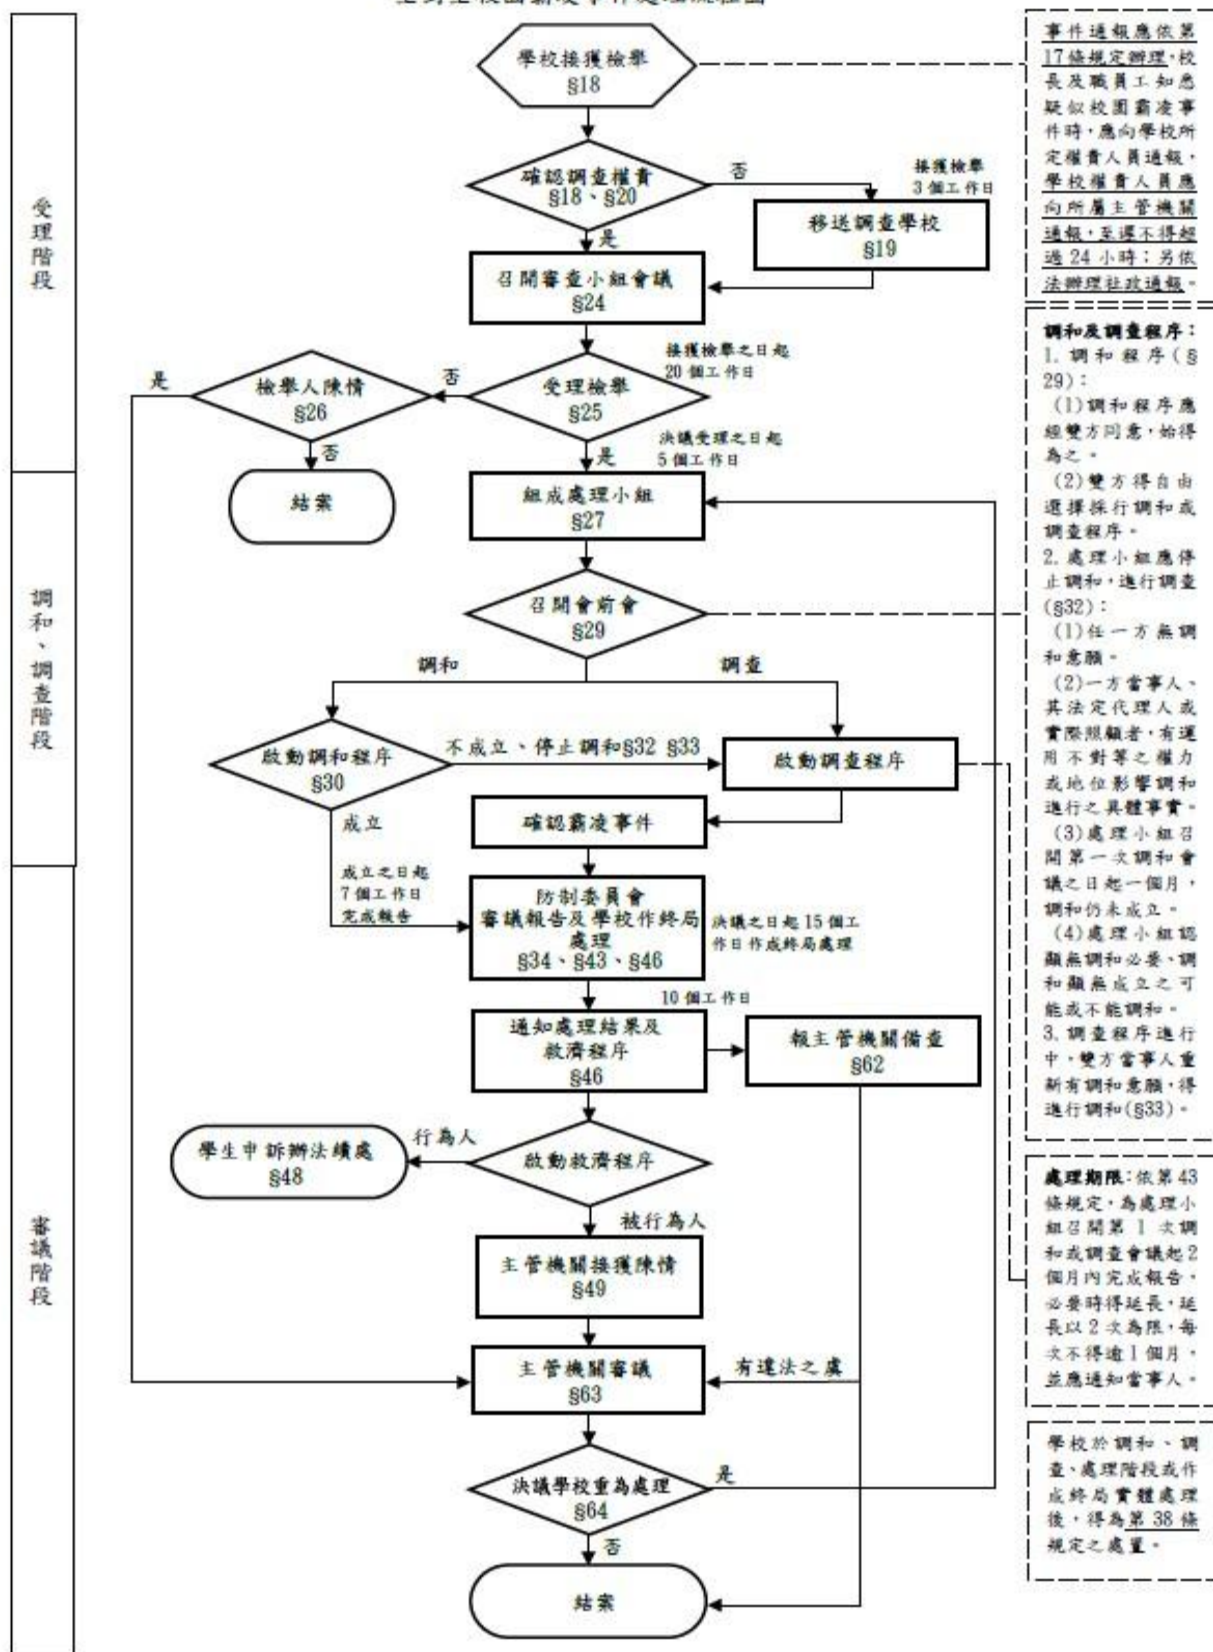 生對生校園霸凌事件處理流程圖
受理階段
學校接獲檢舉
§18
確認調查權責
§18、§20
否
接獲檢舉
3 個工作日
移送調查學校
§19
是
召開審查小組會議
§24
接獲檢舉之日起
20 個工作日
受理檢舉
§25
否
檢舉人陳情
§26
是
否
結案
決議受理之日起
5 個工作日
是
調和、調查階段
組成處理小組
§27
召開會前會
§29
調和
調查
啟動調和程序
§30
不成立、停止調和§32 §33
啟動調查程序
成立
確認霸凌事件
審議階段
成立之日起
7 個工作日
完成報告
防制委員會
審議報告及學校作終局
處理
§34、§43、§46
決議之日起 15 個工
作日作成終局處理
10 個工作日
通知處理結果及
救濟程序
§46
報主管機關備查
§62
啟動救濟程序
行為人
學生申訴辦法續處
§48
被行為人
主管機關接獲陳情
§49
主管機關審議
§63
有違法之虞
決議學校重為處理
§64
是
否
結案
事件通報應依第
17條規定辦理，校
長及職員工知悉
疑似校園霸凌事
件時，應向學校所
定權責人員通報，
學校權責人員應
向所屬主管機關
通報，至遲不得超
過 24 小時；另依
法辦理社政通報。
調和及調查程序：
1. 調和程序(§
29)：
(1)調和程序應
經雙方同意，始得
為之。
(2)雙方得自由
選擇採行調和或
調查程序。
2. 處理小組應停
止調和，進行調查
(§32)：
(1)任一方無調
和意願。
(2)一方當事人、
其法定代理人或
實際照顧者，有運
用不對等之權力
或地位影響調和
進行之具體事實。
(3)處理小組召
開第一次調和會
議之日起一個月，
調和仍未成立。
(4)處理小組認
顯無調和必要、調
和顯無成立之可
能或不能調和。
3. 調查程序進行
中，雙方當事人重
新有調和意願，得
進行調和(§33)。
處理期限：依第 43
條規定，為處理小
組召開第 1 次調
和或調查會議起 2
個月內完成報告，
必要時得延長，延
長以 2 次為限，每
次不得逾 1 個月，
並應通知當事人。
學校於調和、調
查、處理階段或作
成終局實體處理
後，得為第 38 條
規定之處置。